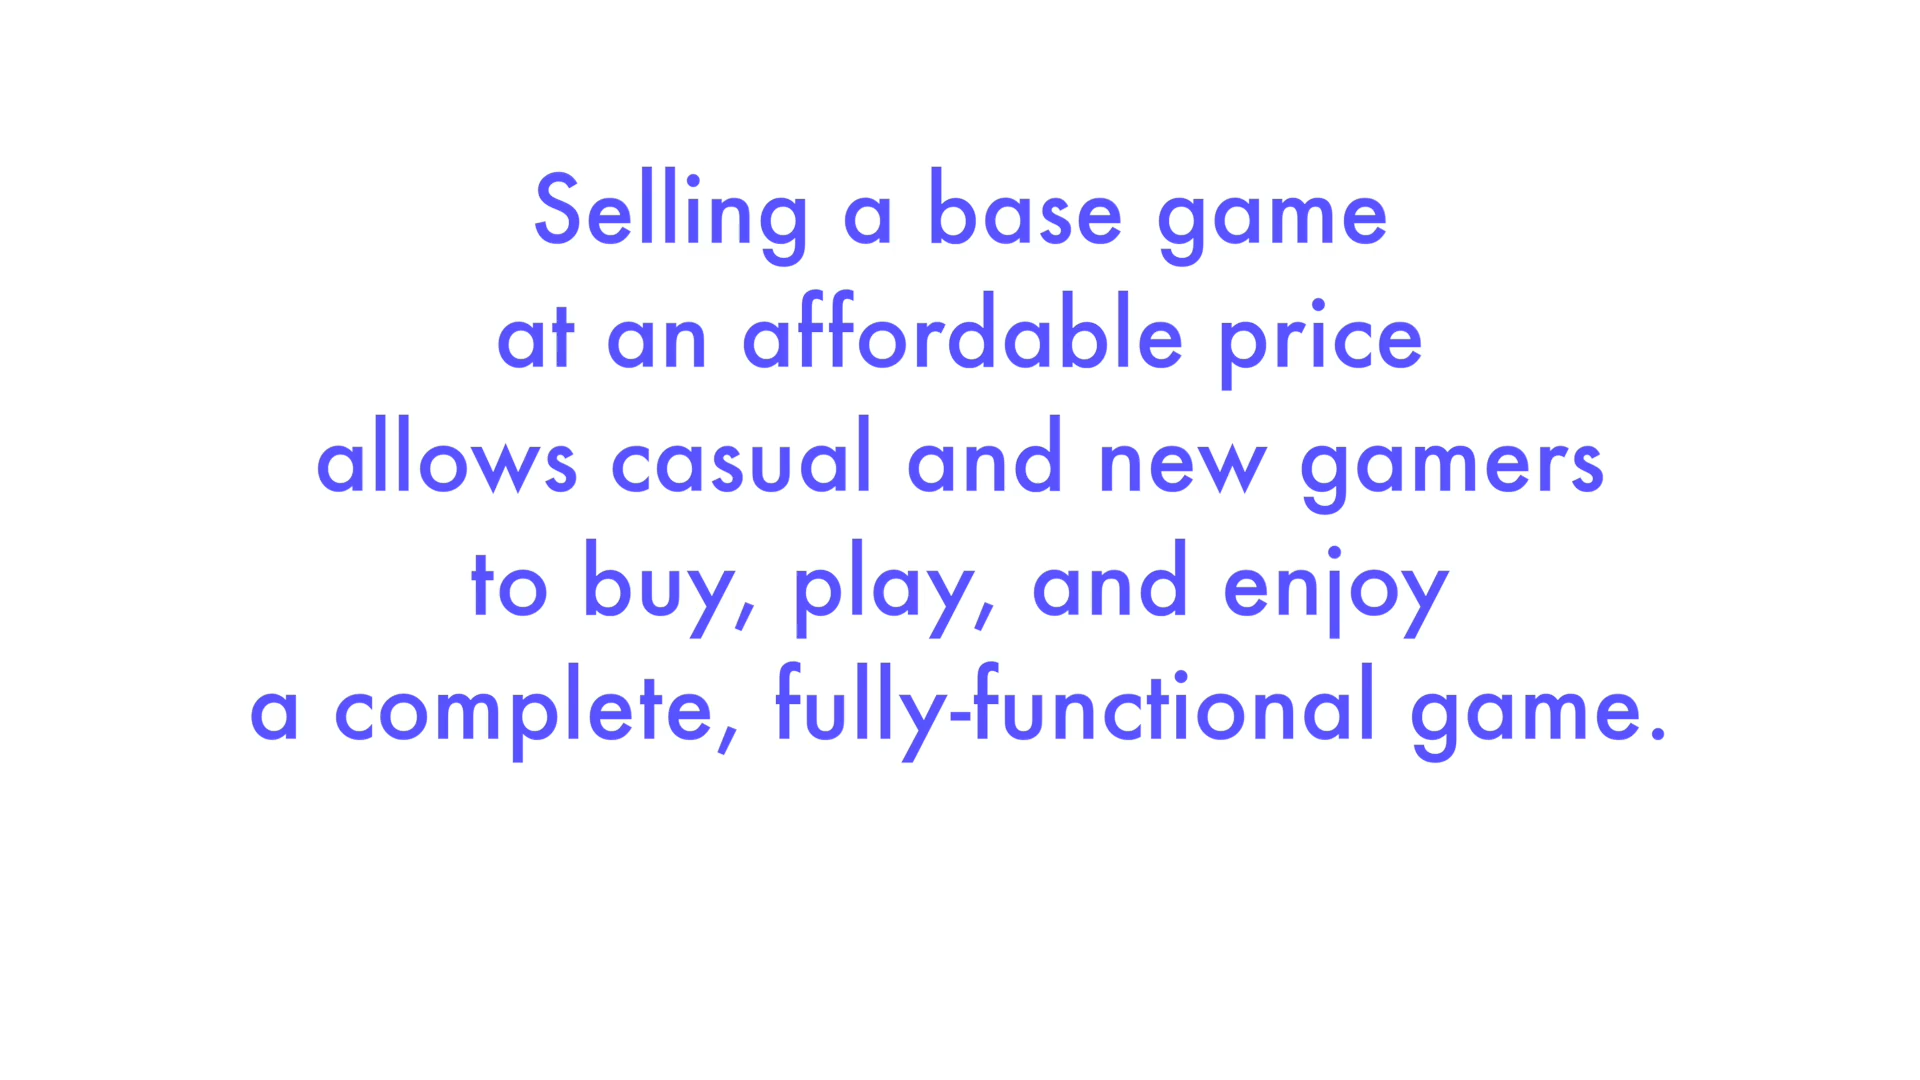 Selling a base game
at an affordable price
allows casual and new gamers
to buy, play, and enjoy
a complete, fully-functional game.